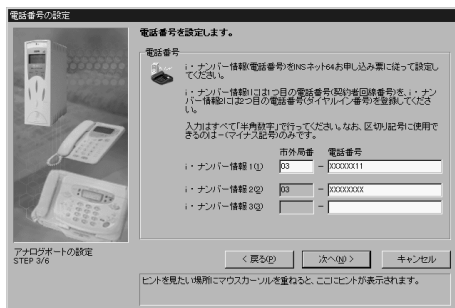 電話番号の設定
電話番号を設定します。
電話番号
i・ナンバー情報(電話番号)をINSネット64お申し込み票に従って設定し
てください。
i・ナンバー情報1には1つ目の電話番号(契約者回線番号)を、i・ナン
バー情報2には2つ目の電話番号(ダイヤルイン番号)を登録してくださ
い。
入力はすべて「半角数字」で行ってください。なお、区切り記号に使用で
きるのは－(マイナス記号)のみです。
市外局番 電話番号
i・ナンバー情報1(1) 03 － XXXXXX11
i・ナンバー情報2(2) 03 － XXXXXXXX
i・ナンバー情報3(3) －
アナログポートの設定
STEP 3/6
< 戻る(P) 次へ(N) > キャンセル
ヒントを見たい場所にマウスカーソルを重ねると、ここにヒントが表示されます。